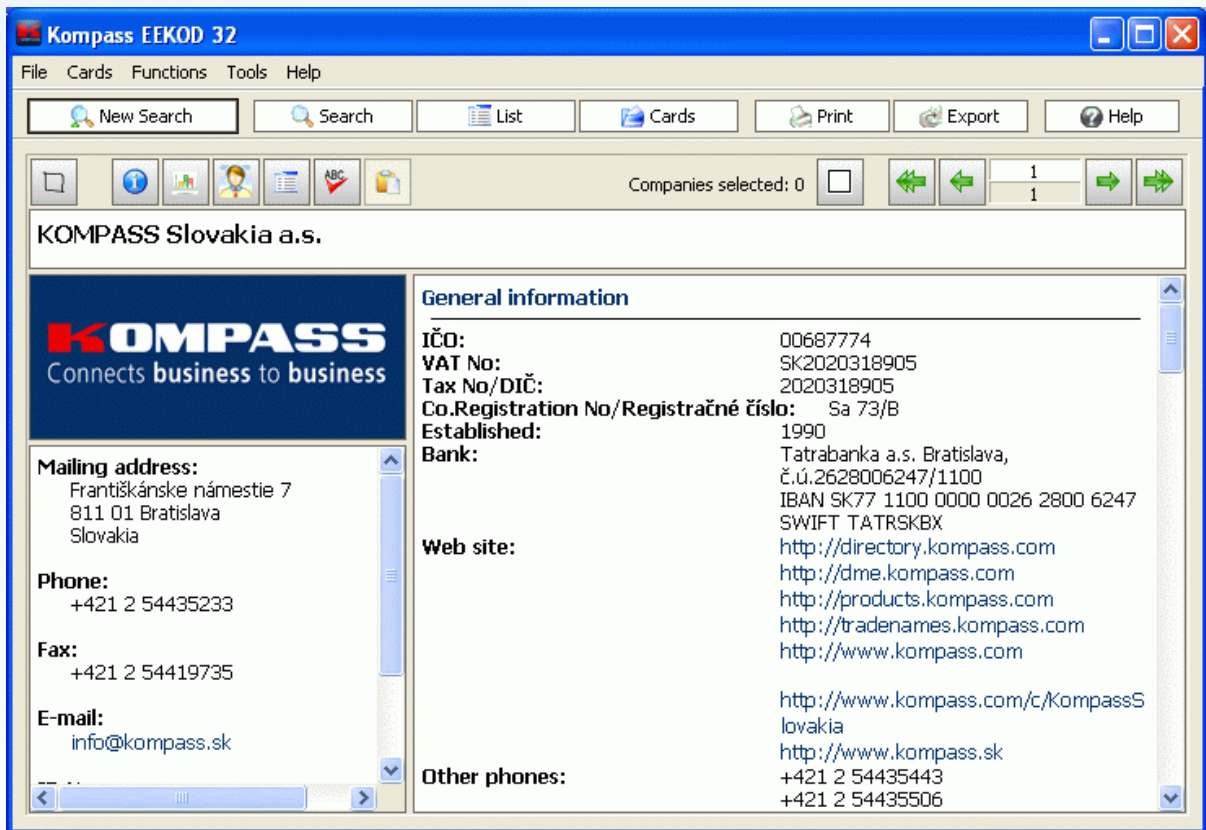 Kompass EEKOD 32
File Cards Functions Tools Help
New Search Search List Cards Print Export Help
ABC Companies selected: 0 1
1
KOMPASS Slovakia a.s.
KOMPASS
Connects business to business
Mailing address:
Františkánske námestie 7
811 01 Bratislava
Slovakia
Phone:
+421 2 54435233
Fax:
+421 2 54419735
E-mail:
info@kompass.sk
General information
IČO: 00687774
VAT No: SK2020318905
Tax No/DIČ: 2020318905
Co.Registration No/Registračné číslo: Sa 73/B
Established: 1990
Bank: Tatrabanka a.s. Bratislava,
č.ú.2628006247/1100
IBAN SK77 1100 0000 0026 2800 6247
SWIFT TATRSKBX
Web site: http://directory.kompass.com
http://dme.kompass.com
http://products.kompass.com
http://tradenames.kompass.com
http://www.kompass.com
http://www.kompass.com/c/KompassS
lovakia
http://www.kompass.sk
Other phones: +421 2 54435443
+421 2 54435506